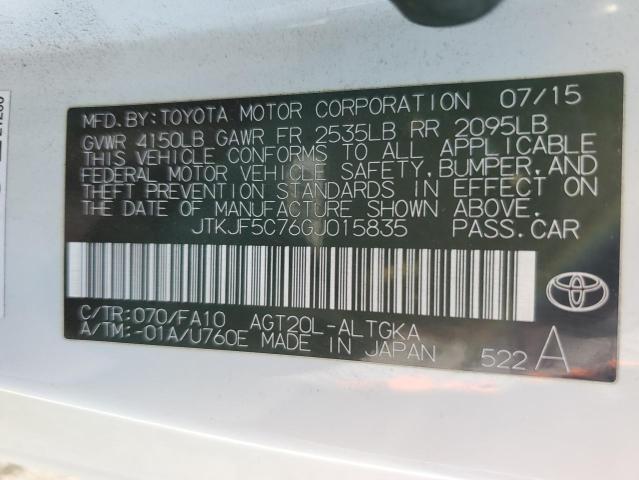 MFD.BY:TOYOTA MOTOR CORPORATION 07/15
GVWR 4150LB GAWR FR 2535LB RR 2095LB
THIS VEHICLE CONFORMS TO ALL APPLICABLE
FEDERAL MOTOR VEHICLE SAFETY,BUMPER,AND
THEFT PREVENTION STANDARDS IN EFFECT ON
THE DATE OF MANUFACTURE SHOWN ABOVE.
JTKJF5C76GJ015835 PASS.CAR
C/TR:070/FA10 AGT20L-ALTGKA
A/TM:-01A/U760E MADE IN JAPAN
522 A